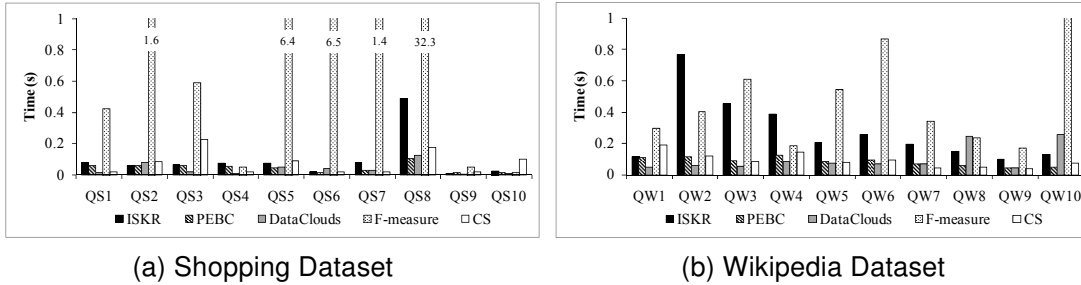 1
0.8
0.6
0.4
0.2
0
Time (s)
1.6
6.4
6.5
1.4
32.3
QS1 QS2 QS3 QS4 QS5 QS6 QS7 QS8 QS9 QS10
ISKR PEBC DataClouds F-measure CS
(a) Shopping Dataset
1
0.8
0.6
0.4
0.2
0
Time (s)
QW1 QW2 QW3 QW4 QW5 QW6 QW7 QW8 QW9 QW10
ISKR PEBC DataClouds F-measure CS
(b) Wikipedia Dataset